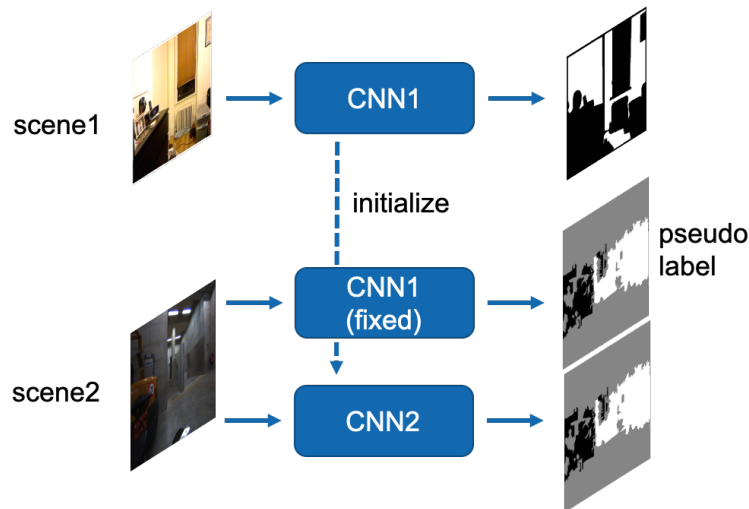 CNN1
scene1
initialize
pseudo
label
CNN1
(fixed)
scene2
CNN2